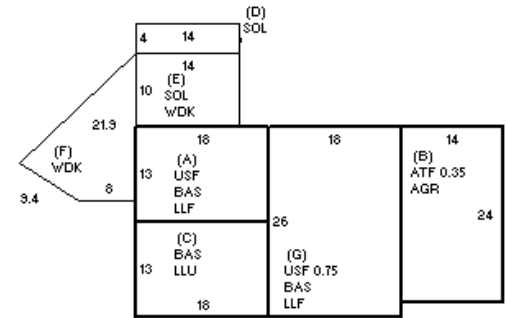 (D)
SOL
4 14
14
(E)
10 SOL
WDK
21.9
(F)
WDK
9.4
8
18
(A)
13 USF
BAS
LLF
(C)
BAS
13 LLU
18
18
26
(G)
USF 0.75
BAS
LLF
14
(B)
ATF 0.35
AGR
24